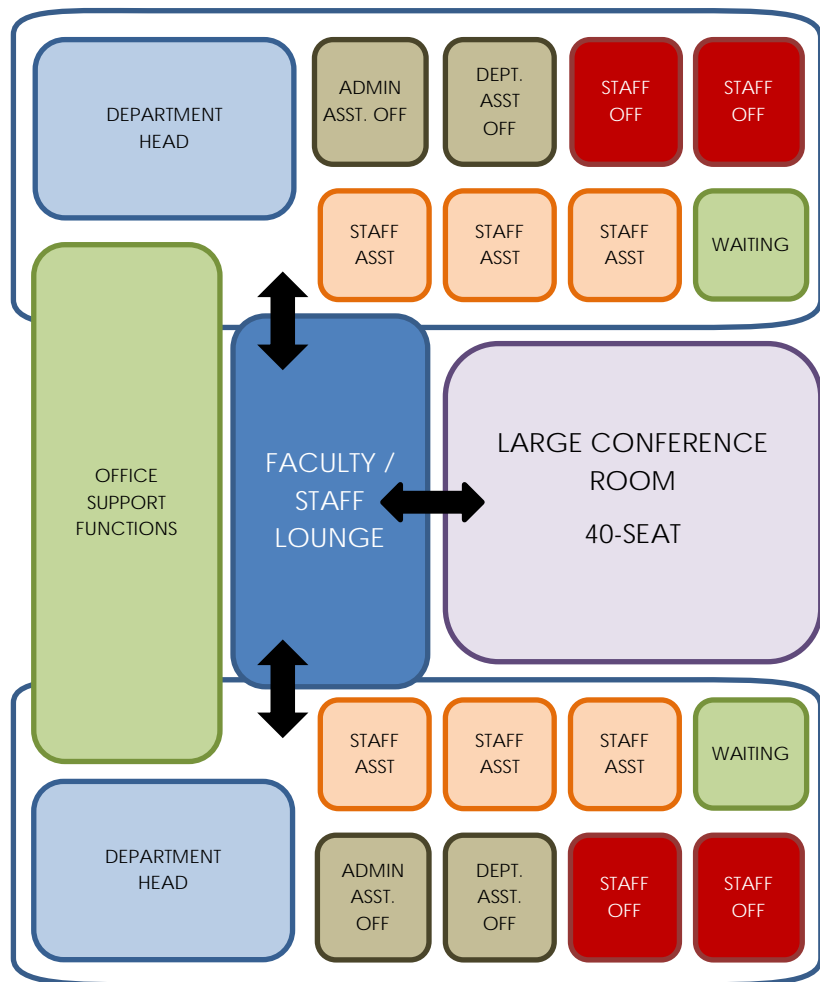 DEPARTMENT
HEAD
ADMIN
ASST. OFF
DEPT.
ASST
OFF
STAFF
OFF
STAFF
OFF
STAFF
ASST
STAFF
ASST
STAFF
ASST
WAITING
OFFICE
SUPPORT
FUNCTIONS
FACULTY /
STAFF
LOUNGE
LARGE CONFERENCE
ROOM
40-SEAT
STAFF
ASST
STAFF
ASST
STAFF
ASST
WAITING
DEPARTMENT
HEAD
ADMIN
ASST.
OFF
DEPT.
ASST.
OFF
STAFF
OFF
STAFF
OFF